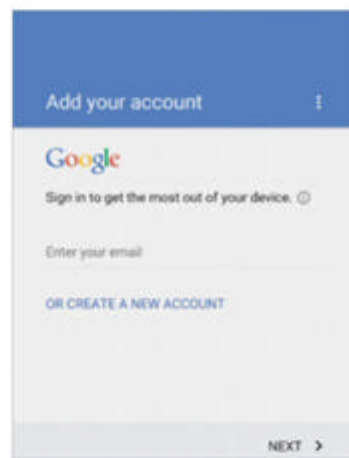 Add your account
Google
Sign in to get the most out of your device.
Enter your email
OR CREATE A NEW ACCOUNT
NEXT